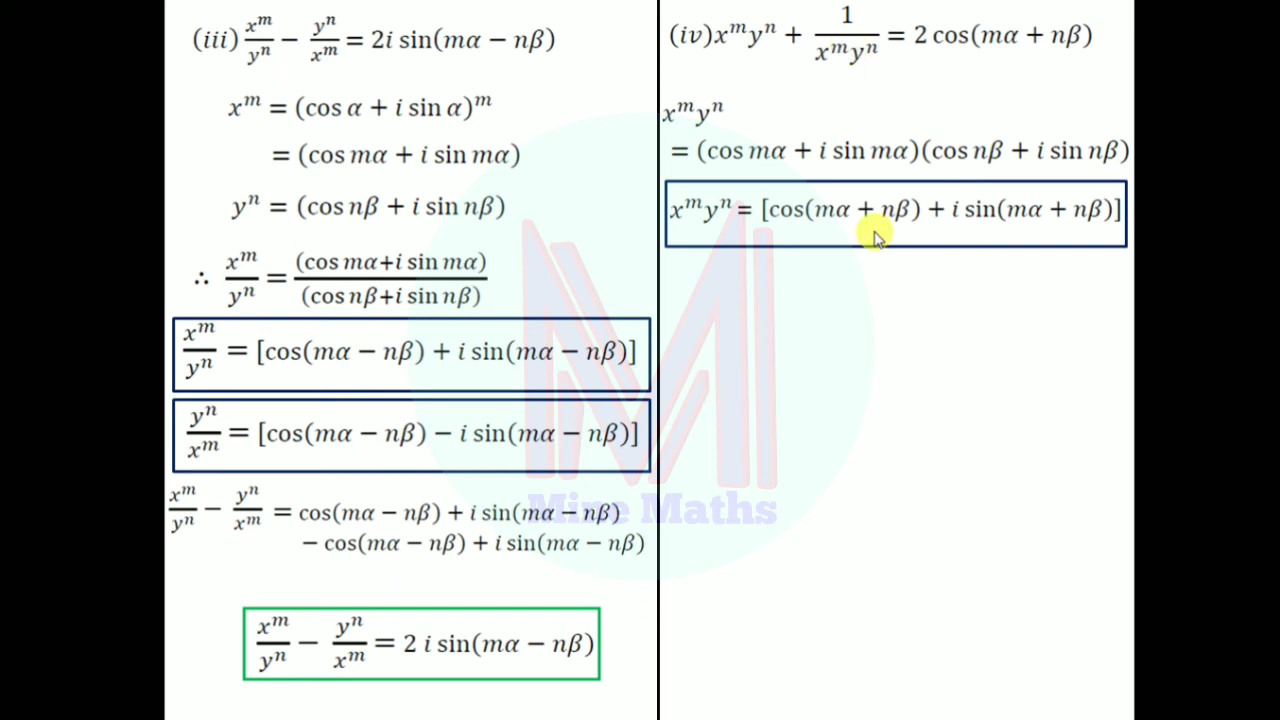 (iii) x^m/y^n − y^n/x^m = 2i sin(mα − nβ)
x^m = (cos α + i sin α)^m
= (cos mα + i sin mα)
y^n = (cos nβ + i sin nβ)
∴ x^m/y^n = (cos mα+i sin mα)/(cos nβ+i sin nβ)
x^m/y^n = [cos(mα − nβ) + i sin(mα − nβ)]
y^n/x^m = [cos(mα − nβ) − i sin(mα − nβ)]
x^m/y^n − y^n/x^m = cos(mα − nβ) + i sin(mα − nβ)
− cos(mα − nβ) + i sin(mα − nβ)
x^m/y^n − y^n/x^m = 2 i sin(mα − nβ)
(iv)x^m y^n + 1/(x^m y^n) = 2 cos(mα + nβ)
x^m y^n
= (cos mα + i sin mα)(cos nβ + i sin nβ)
x^m y^n = [cos(mα + nβ) + i sin(mα + nβ)]
Mine Maths